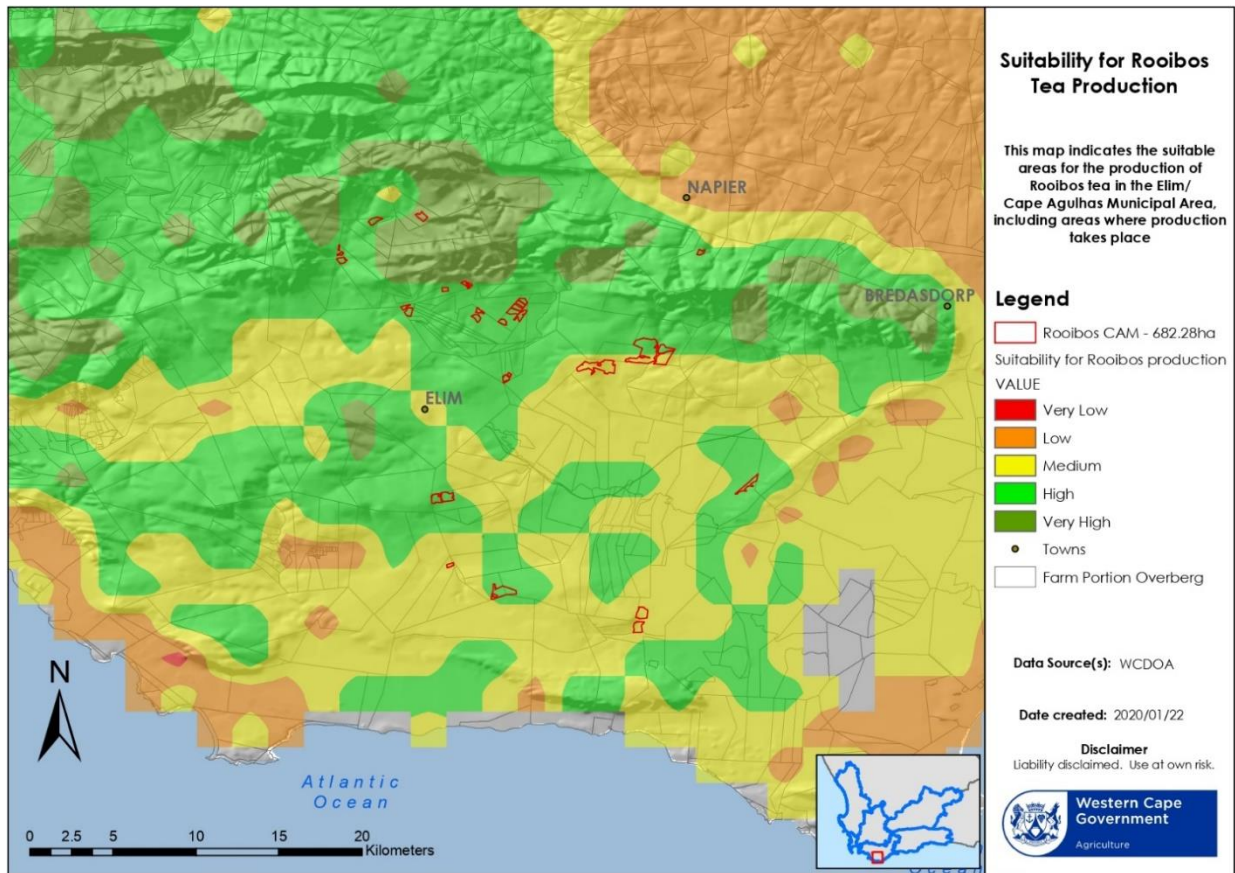 NAPIER
BREDASDORP
ELIM
N
Atlantic
Ocean
0 2.5 5 10 15 20
Kilometers
Suitability for Rooibos
Tea Production
This map indicates the suitable
areas for the production of
Rooibos tea in the Elim/
Cape Agulhas Municipal Area,
including areas where production
takes place
Legend
Rooibos CAM - 682.28ha
Suitability for Rooibos production
VALUE
Very Low
Low
Medium
High
Very High
Towns
Farm Portion Overberg
Data Source(s): WCDOA
Date created: 2020/01/22
Disclaimer
Liability disclaimed. Use at own risk.
Western Cape
Government
Agriculture